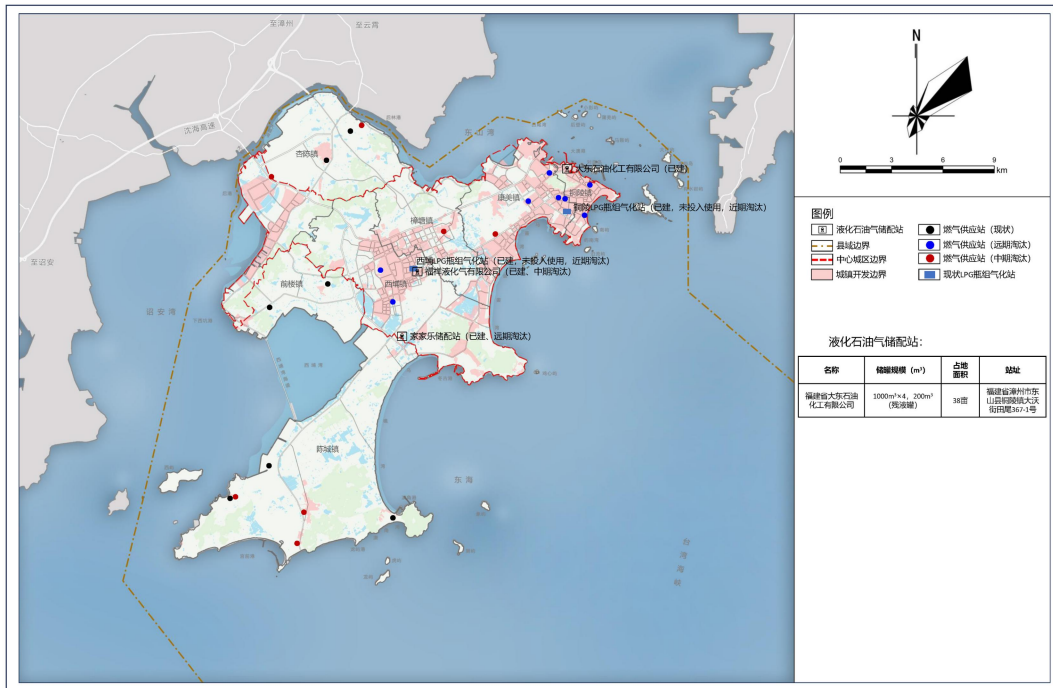 至漳州
至云霄
沈海高速
东山湾
杏陈镇
大东石油化工有限公司（已建）
康美镇
铜陵镇
铜陵LPG瓶组气化站（已建，未投入使用，近期淘汰）
樟塘镇
至诏安
西埔LPG瓶组气化站（已建，未投入使用，近期淘汰）
福祥液化气有限公司（已建、中期淘汰）
西埔镇
前楼镇
诏安湾
家家乐储配站（已建、远期淘汰）
陈城镇
东海
台湾海峡
N
0 3 6 9
km
图例
液化石油气储配站
燃气供应站（现状）
县域边界
燃气供应站（远期淘汰）
中心城区边界
燃气供应站（中期淘汰）
城镇开发边界
现状LPG瓶组气化站
液化石油气储配站：
名称 储罐规模（m³） 占地面积 站址
福建省大东石油化工有限公司 1000m³×4，200m³（残液罐） 38亩 福建省漳州市东山县铜陵镇大沃街田尾367-1号